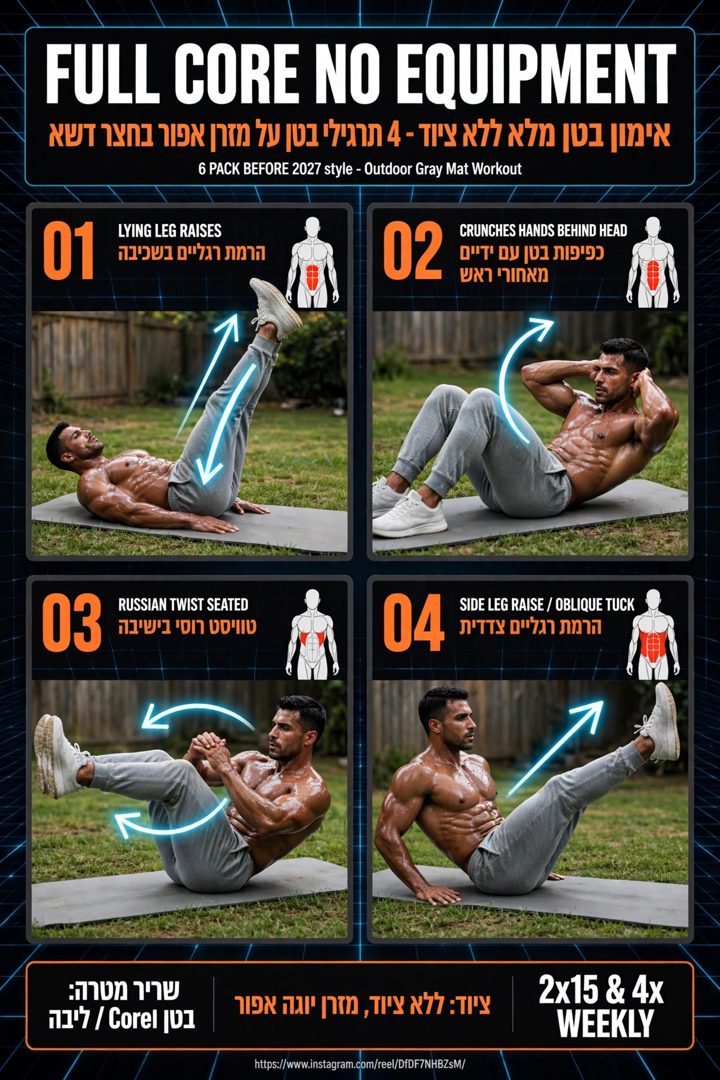 FULL CORE NO EQUIPMENT
אימון בטן מלא ללא ציוד - 4 תרגילי בטן על מזרן אפור בחצר דשא
6 PACK BEFORE 2027 style - Outdoor Gray Mat Workout
01
LYING LEG RAISES
הרמת רגליים בשכיבה
02
CRUNCHES HANDS BEHIND HEAD
כפיפות בטן עם ידיים
מאחורי ראש
03
RUSSIAN TWIST SEATED
טוויסט רוסי בישיבה
04
SIDE LEG RAISE / OBLIQUE TUCK
הרמת רגליים צדדית
שריר מטרה:
בטן Corel / ליבה
ציוד: ללא ציוד, מזרן יוגה אפור
2x15 & 4x
WEEKLY
https://www.instagram.com/reel/DfDF7NHBZsM/